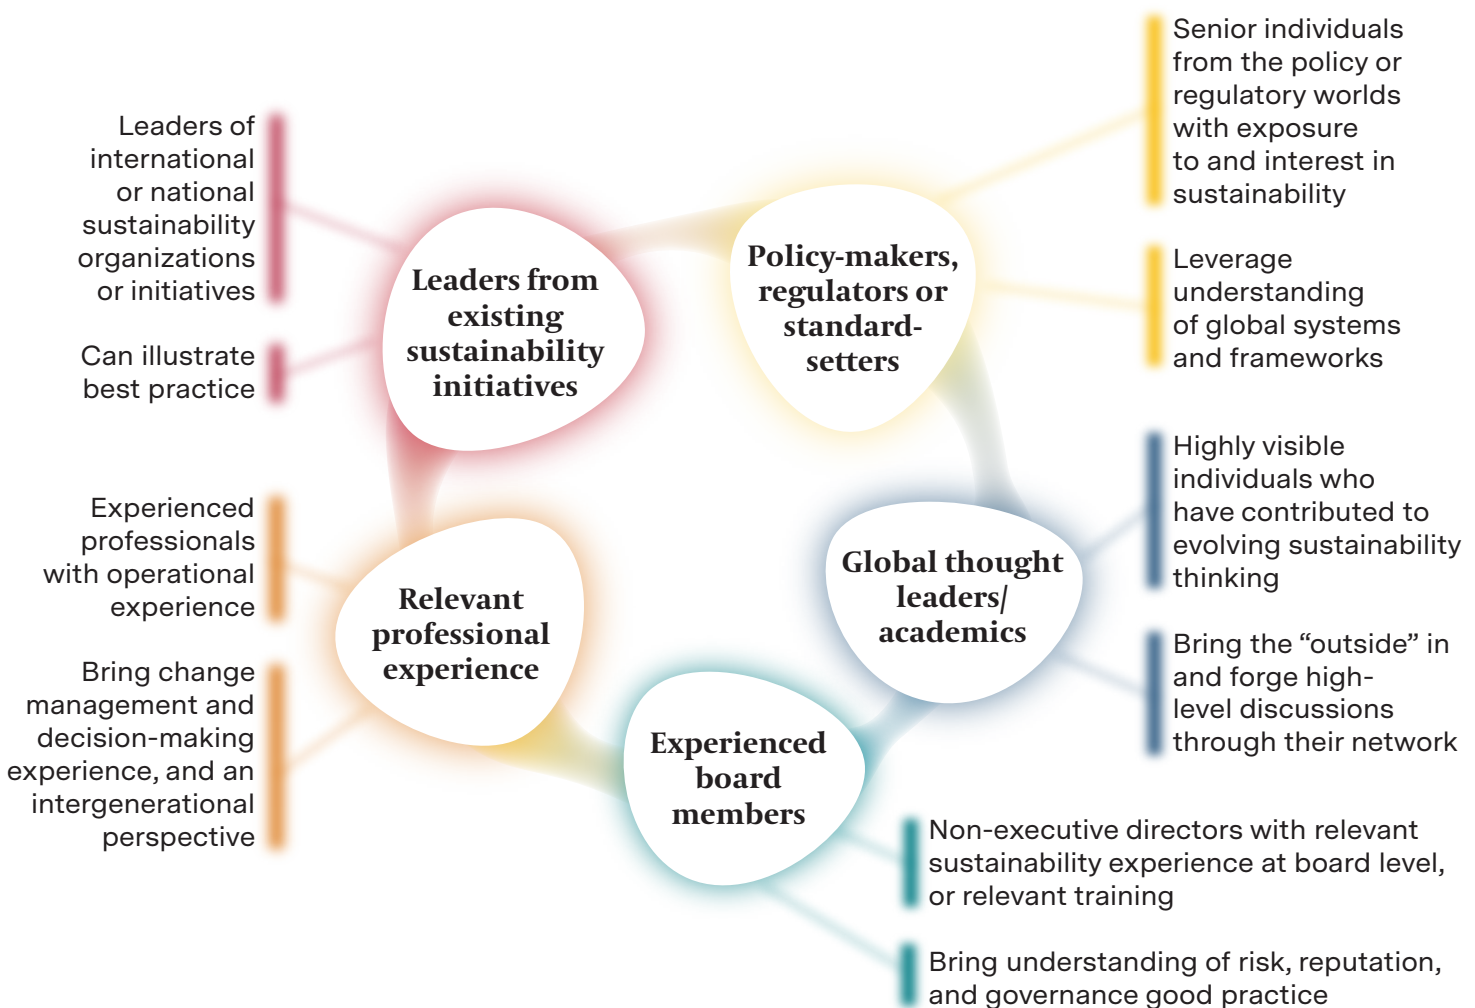 Leaders of
international
or national
sustainability
organizations
or initiatives
Can illustrate
best practice
Leaders from
existing
sustainability
initiatives
Policy-makers,
regulators or
standard-
setters
Senior individuals
from the policy or
regulatory worlds
with exposure
to and interest in
sustainability
Leverage
understanding
of global systems
and frameworks
Experienced
professionals
with operational
experience
Bring change
management and
decision-making
experience, and an
intergenerational
perspective
Relevant
professional
experience
Global thought
leaders/
academics
Highly visible
individuals who
have contributed to
evolving sustainability
thinking
Bring the “outside” in
and forge high-
level discussions
through their network
Experienced
board
members
Non-executive directors with relevant
sustainability experience at board level,
or relevant training
Bring understanding of risk, reputation,
and governance good practice